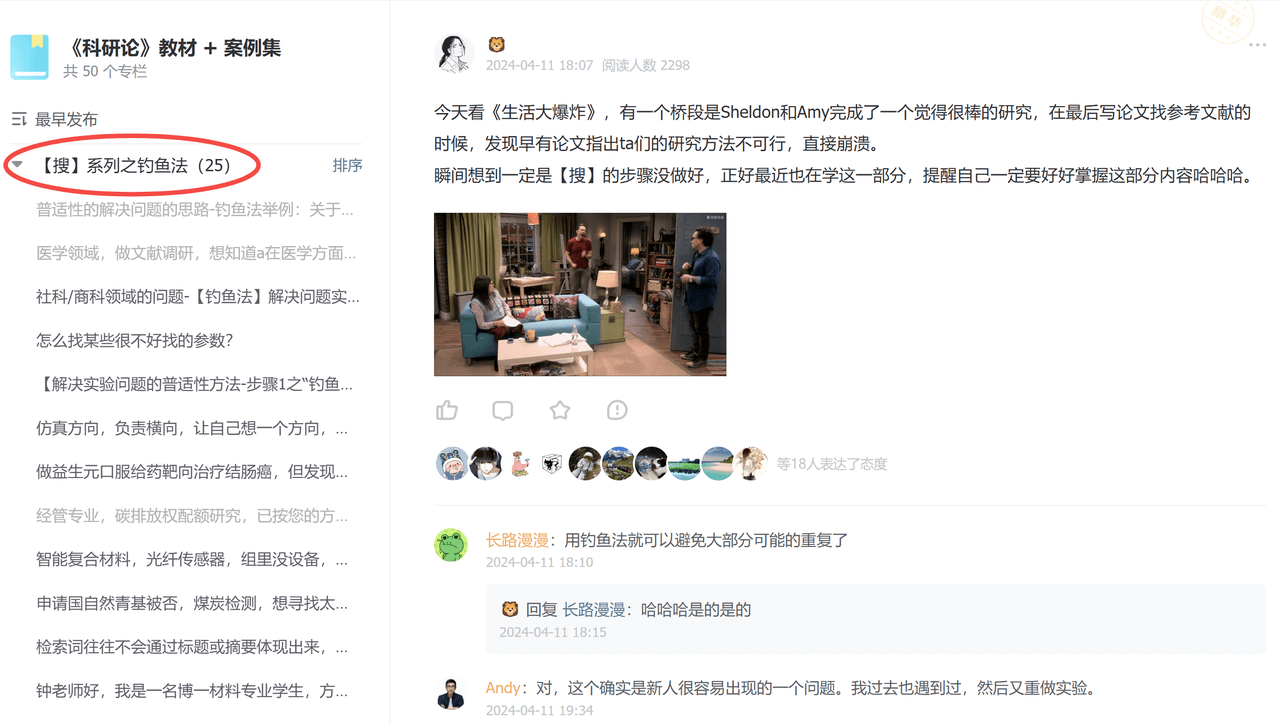 《科研论》教材 + 案例集
共 50 个专栏
最早发布
【搜】系列之钓鱼法（25）
排序
普适性的解决问题的思路-钓鱼法举例：关于...
医学领域，做文献调研，想知道a在医学方面...
社科/商科领域的问题-【钓鱼法】解决问题实...
怎么找某些很不好找的参数?
【解决实验问题的普适性方法-步骤1之“钓鱼...
仿真方向，负责横向，让自己想一个方向，...
做益生元口服给药靶向治疗结肠癌，但发现...
经管专业，碳排放权配额研究，已按您的方...
智能复合材料，光纤传感器，组里没设备，...
申请国自然青基被否，煤炭检测，想寻找太...
检索词往往不会通过标题或摘要体现出来，...
钟老师好，我是一名博一材料专业学生，方...
精华
2024-04-11 18:07 阅读人数 2298
今天看《生活大爆炸》，有一个桥段是Sheldon和Amy完成了一个觉得很棒的研究，在最后写论文找参考文献的
时候，发现早有论文指出ta们的研究方法不可行，直接崩溃。
瞬间想到一定是【搜】的步骤没做好，正好最近也在学这一部分，提醒自己一定要好好掌握这部分内容哈哈哈。
等18人表达了态度
长路漫漫：用钓鱼法就可以避免大部分可能的重复了
2024-04-11 18:10
回复 长路漫漫：哈哈哈是的是的
2024-04-11 18:15
Andy：对，这个确实是新人很容易出现的一个问题。我过去也遇到过，然后又重做实验。
2024-04-11 19:34